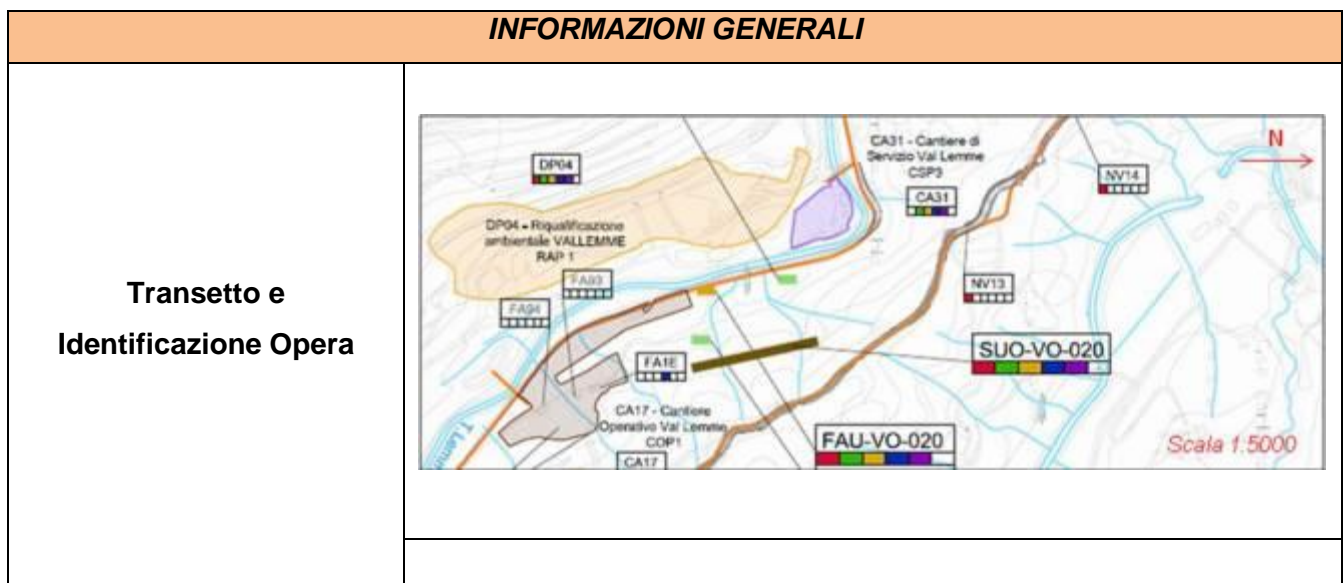 INFORMAZIONI GENERALI
Transetto e
Identificazione Opera
CA31 - Cantiere di
Servizio Val Lemme
CSP3
CA31
N
NV14
DP04
DP04 - Riqualificazione
ambientale VALLEMME
RAP 1
FA93
FA94
NV13
SUO-VO-020
FA1E
CA17 - Cantiere
Operativo Val Lemme
COP1
CA17
FAU-VO-020
T. Lemm
Scala 1:5000